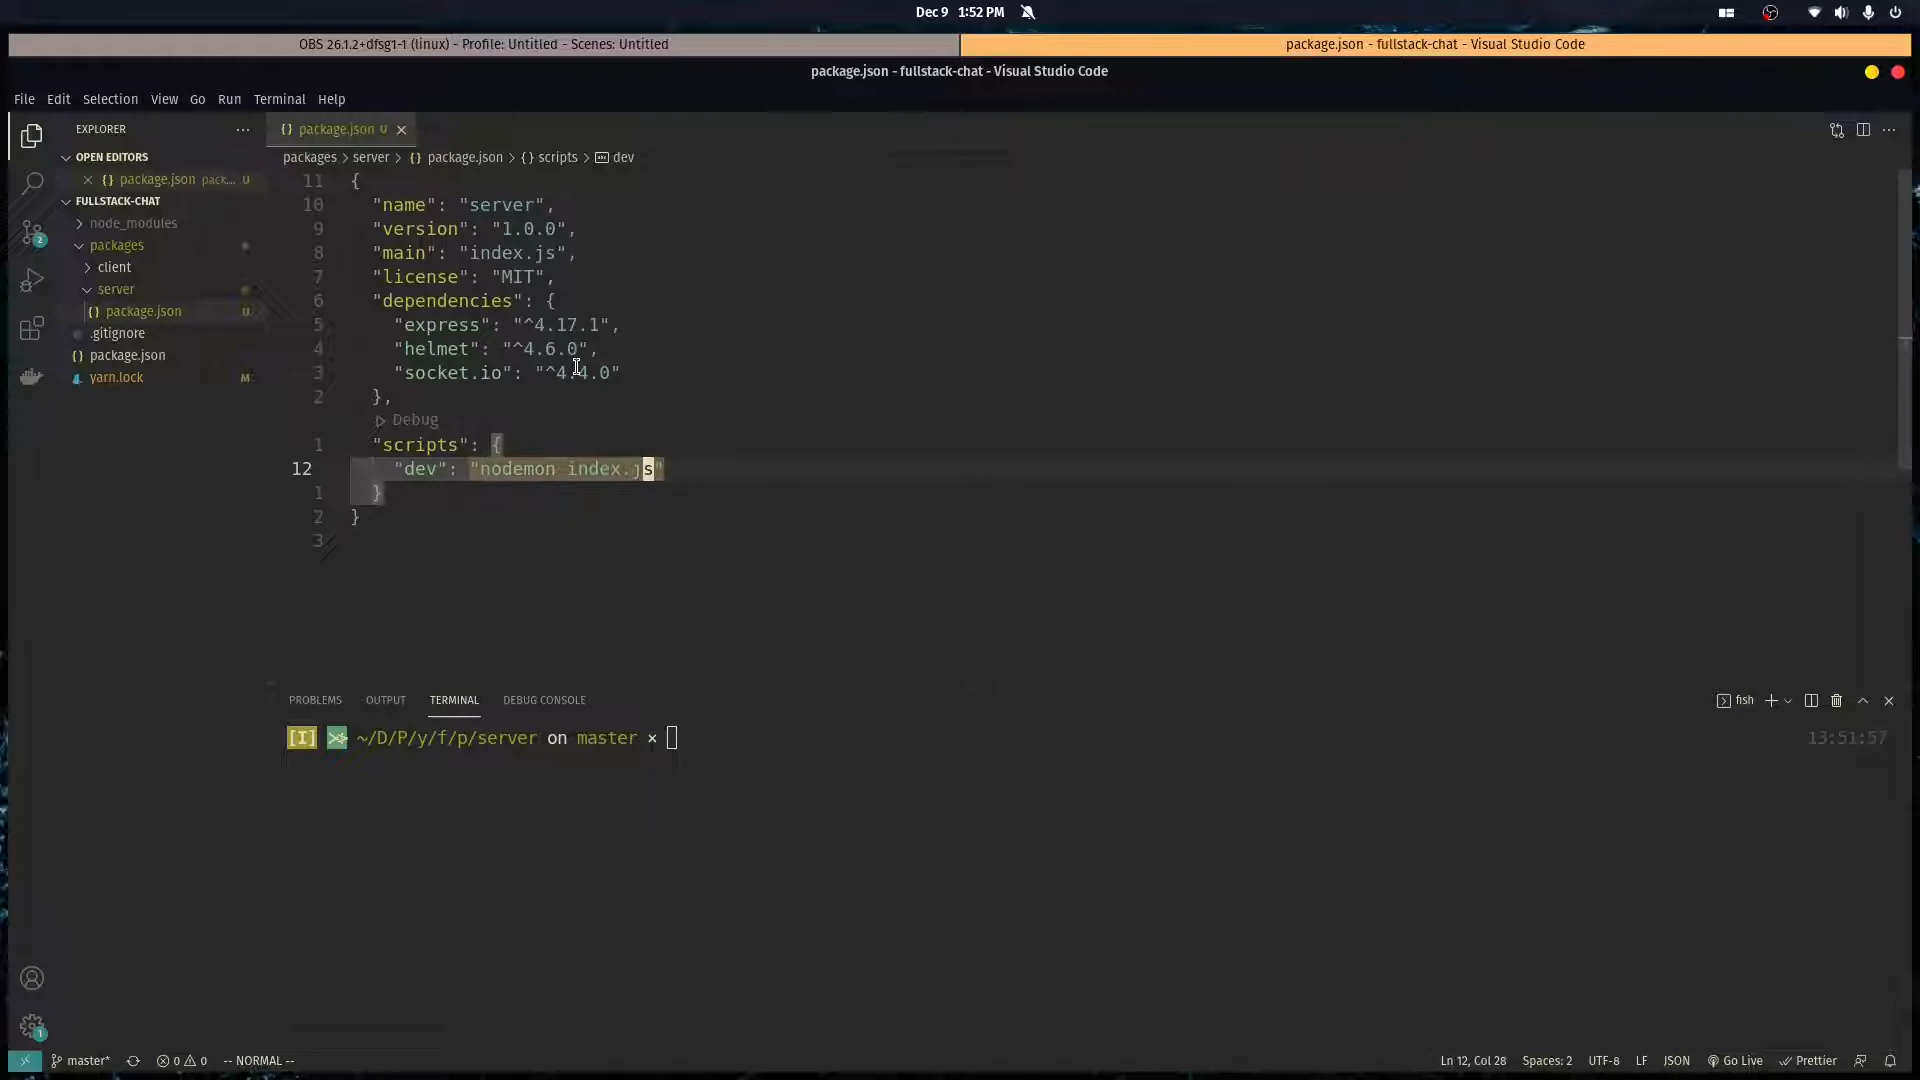 Dec 9 1:52 PM
OBS 26.1.2+dfsg1-1 (linux) - Profile: Untitled - Scenes: Untitled
package.json - fullstack-chat - Visual Studio Code
package.json - fullstack-chat - Visual Studio Code
File Edit Selection View Go Run Terminal Help
EXPLORER
OPEN EDITORS
package.json pack... U
FULLSTACK-CHAT
node_modules
packages
client
server
package.json U
.gitignore
package.json
yarn.lock M
2
1
package.json U
packages > server > {} package.json > {} scripts > dev
11 {
10 "name": "server",
9 "version": "1.0.0",
8 "main": "index.js",
7 "license": "MIT",
6 "dependencies": {
5 "express": "^4.17.1",
4 "helmet": "^4.6.0",
3 "socket.io": "^4.4.0"
2 },
Debug
1 "scripts": {
12 "dev": "nodemon index.js"
1 }
2 }
3
PROBLEMS OUTPUT TERMINAL DEBUG CONSOLE
fish
[I] ~/D/P/y/f/p/server on master × 13:51:57
master* 0 0 -- NORMAL --
Ln 12, Col 28 Spaces: 2 UTF-8 LF JSON Go Live Prettier